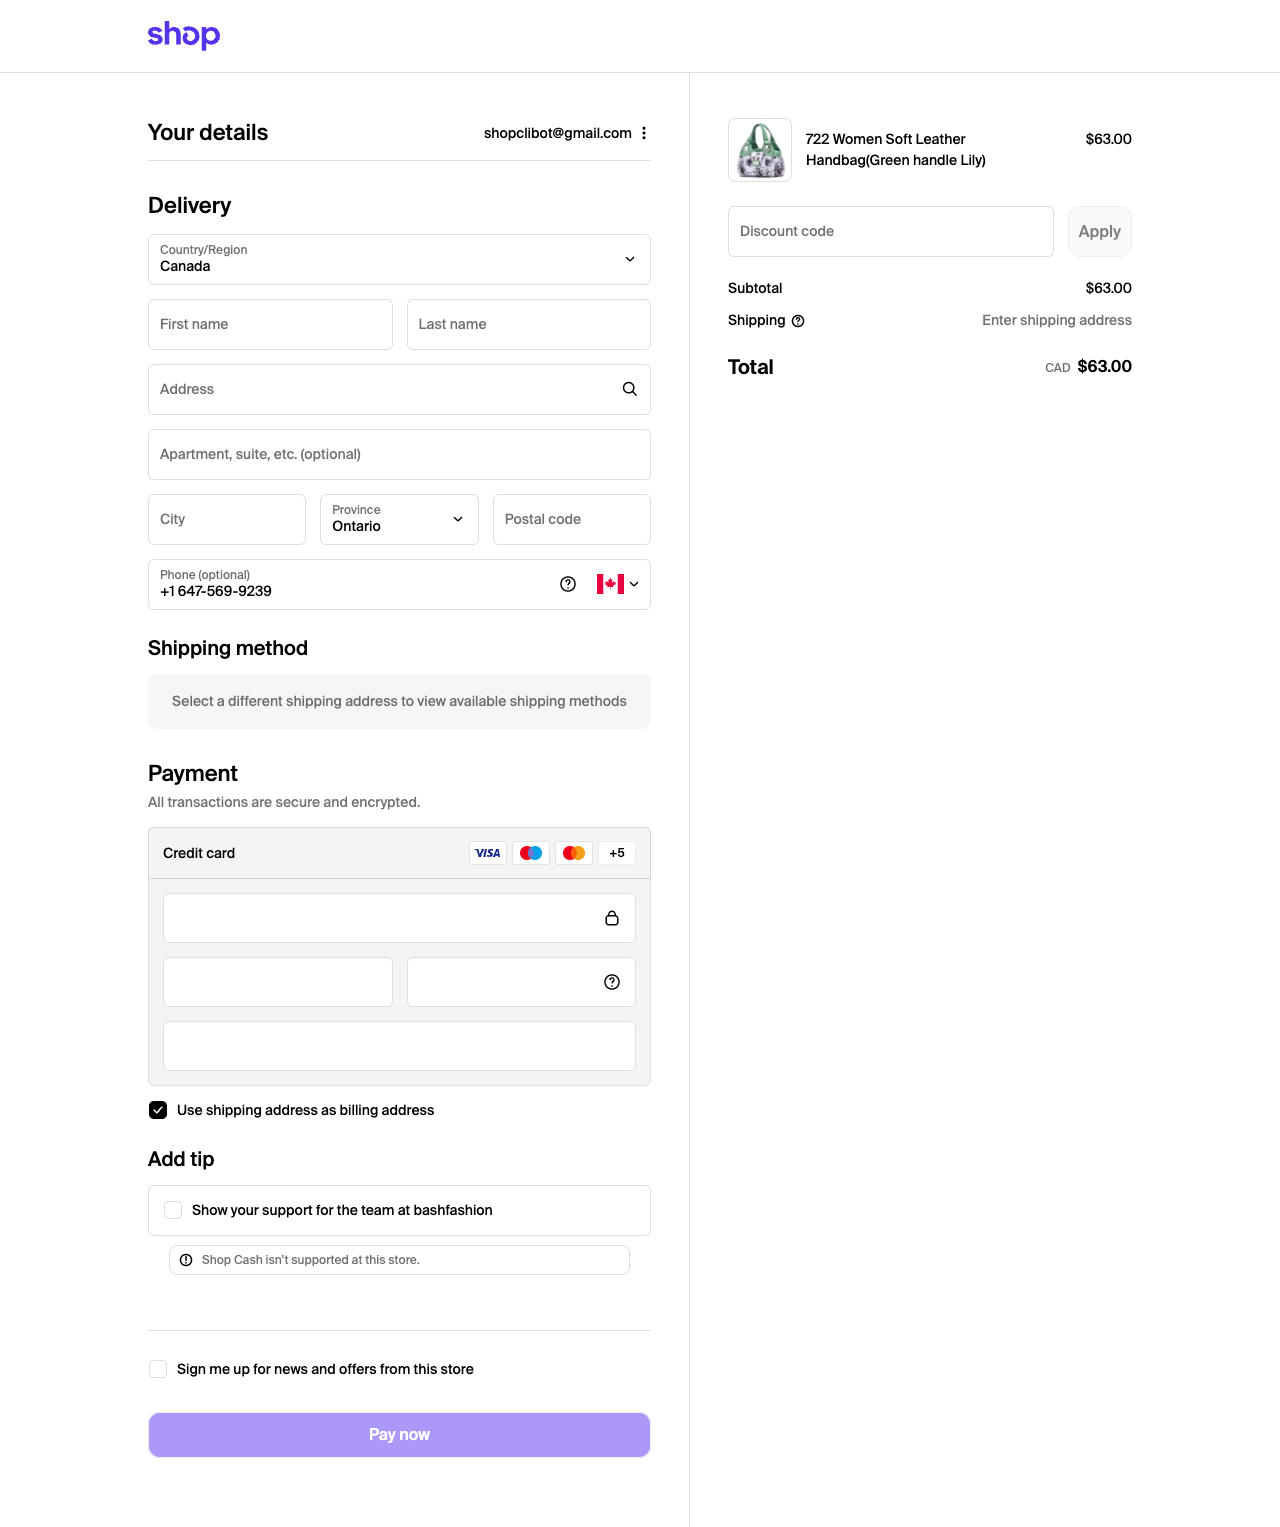 shop
Your details
shopclibot@gmail.com
Delivery
Country/Region
Canada
First name
Last name
Address
Apartment, suite, etc. (optional)
City
Province
Ontario
Postal code
Phone (optional)
+1 647-569-9239
Shipping method
Select a different shipping address to view available shipping methods
Payment
All transactions are secure and encrypted.
Credit card
VISA
+5
Use shipping address as billing address
Add tip
Show your support for the team at bashfashion
Shop Cash isn't supported at this store.
Sign me up for news and offers from this store
Pay now
722 Women Soft Leather
Handbag(Green handle Lily)
$63.00
Discount code
Apply
Subtotal
$63.00
Shipping
Enter shipping address
Total
CAD $63.00